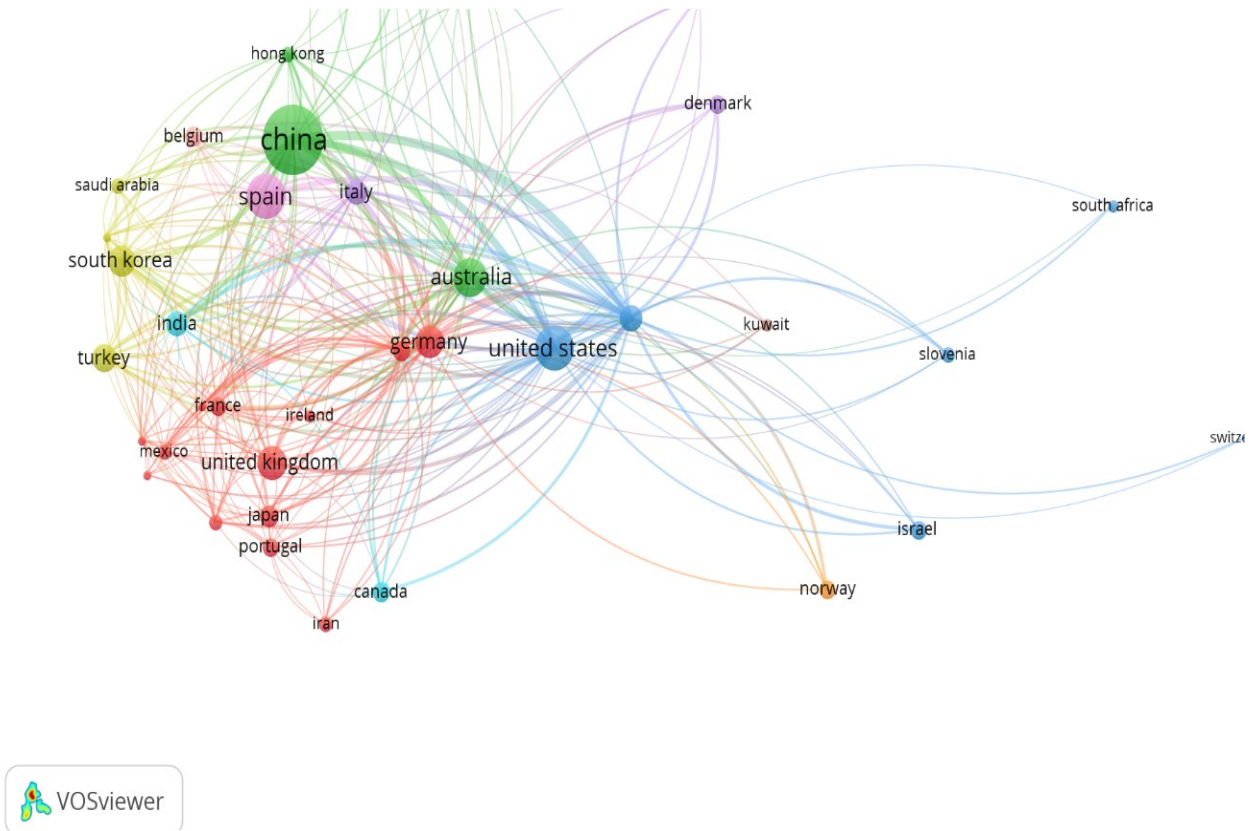 hong kong
denmark
china
belgium
saudi arabia
spain
italy
south africa
south korea
australia
india
kuwait
germany
united states
slovenia
turkey
france
ireland
switze
mexico
united kingdom
japan
israel
portugal
canada
norway
iran
VOSviewer